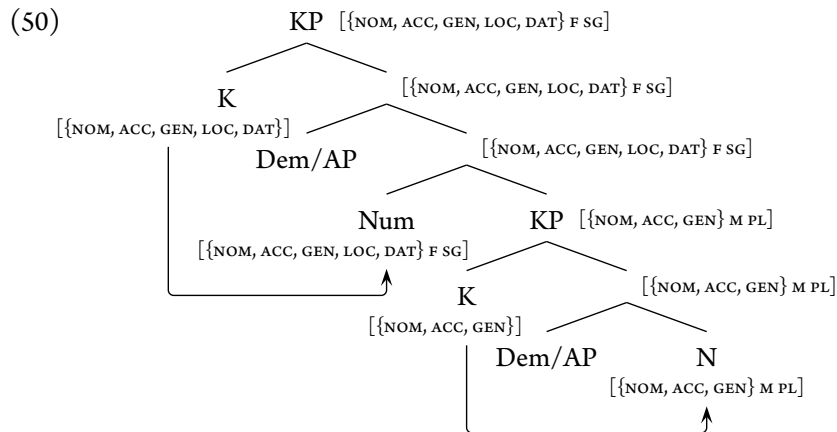 (50)
KP [{NOM, ACC, GEN, LOC, DAT} F SG]
K [{NOM, ACC, GEN, LOC, DAT} F SG]
[{NOM, ACC, GEN, LOC, DAT}]
Dem/AP [{NOM, ACC, GEN, LOC, DAT} F SG]
Num KP [{NOM, ACC, GEN} M PL]
[{NOM, ACC, GEN, LOC, DAT} F SG]
K [{NOM, ACC, GEN} M PL]
[{NOM, ACC, GEN}]
Dem/AP N
[{NOM, ACC, GEN} M PL]